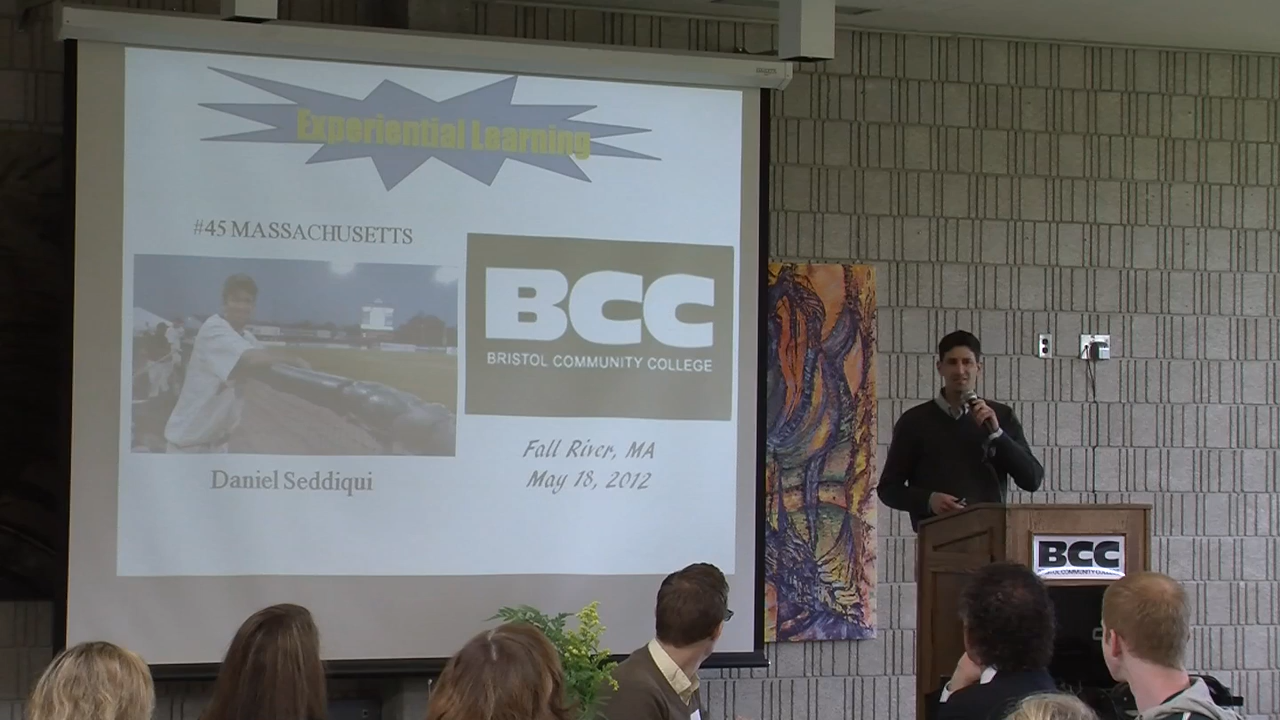 Experiential Learning
#45 MASSACHUSETTS
BCC
BRISTOL COMMUNITY COLLEGE
Daniel Seddiqui
Fall River, MA
May 18, 2012
BCC